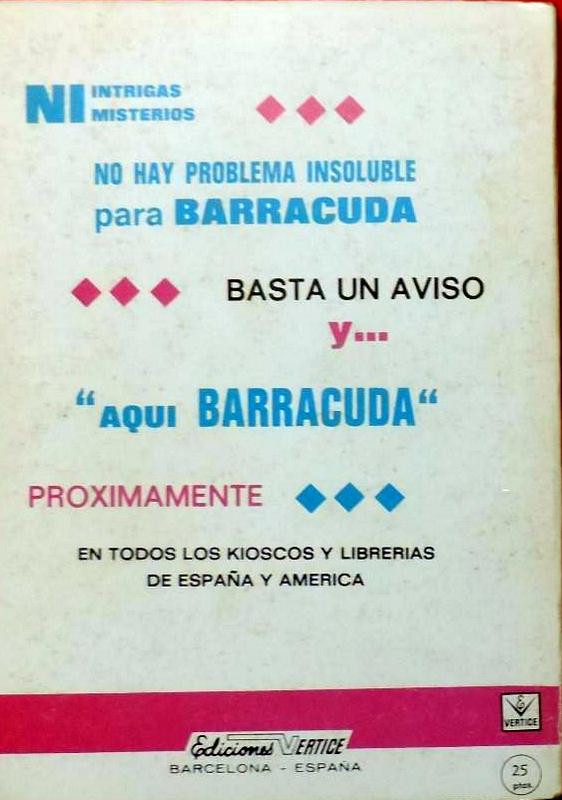 NI INTRIGAS
MISTERIOS
NO HAY PROBLEMA INSOLUBLE
para BARRACUDA
BASTA UN AVISO
y...
“AQUI BARRACUDA“
PROXIMAMENTE
EN TODOS LOS KIOSCOS Y LIBRERIAS
DE ESPAÑA Y AMERICA
VERTICE
Ediciones VERTICE
BARCELONA - ESPAÑA
25
ptas.